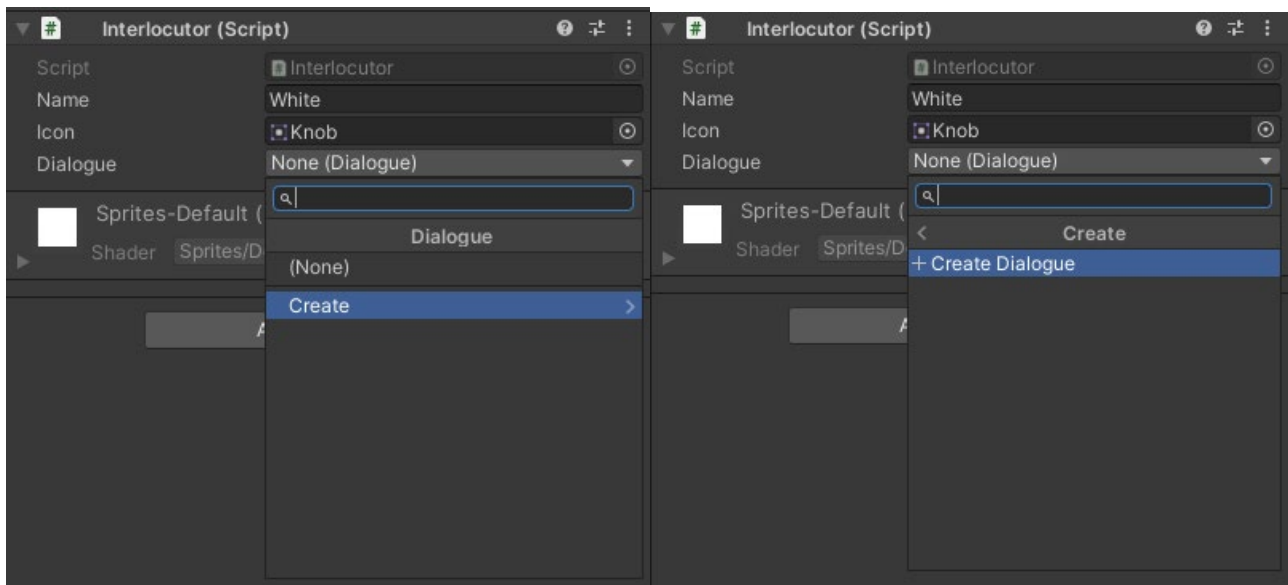 Interlocutor (Script)
Script
Interlocutor
Name
White
Icon
Knob
Dialogue
None (Dialogue)
Sprites-Default (
Dialogue
Shader
Sprites/D
(None)
Create
A
Interlocutor (Script)
Script
Interlocutor
Name
White
Icon
Knob
Dialogue
None (Dialogue)
Sprites-Default (
Create
Shader
Sprites/D
+ Create Dialogue
A